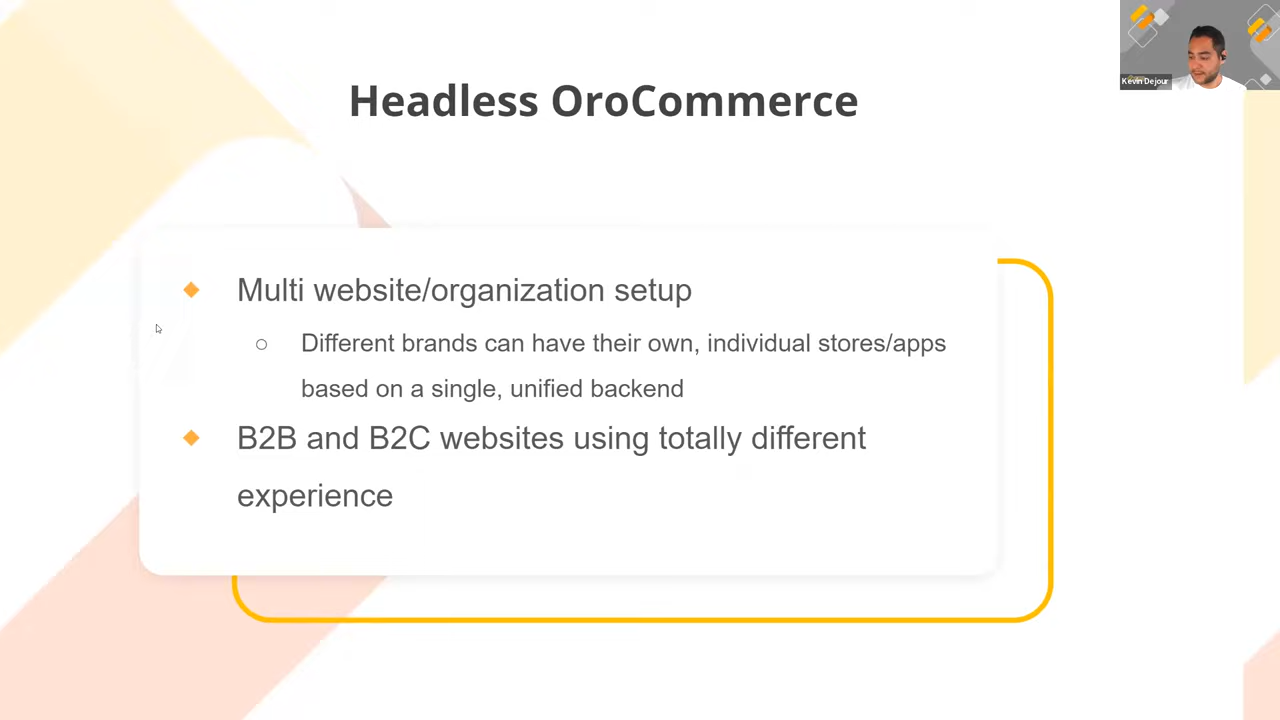 Headless OroCommerce
Kevin Dejour
Multi website/organization setup
Different brands can have their own, individual stores/apps
based on a single, unified backend
B2B and B2C websites using totally different
experience